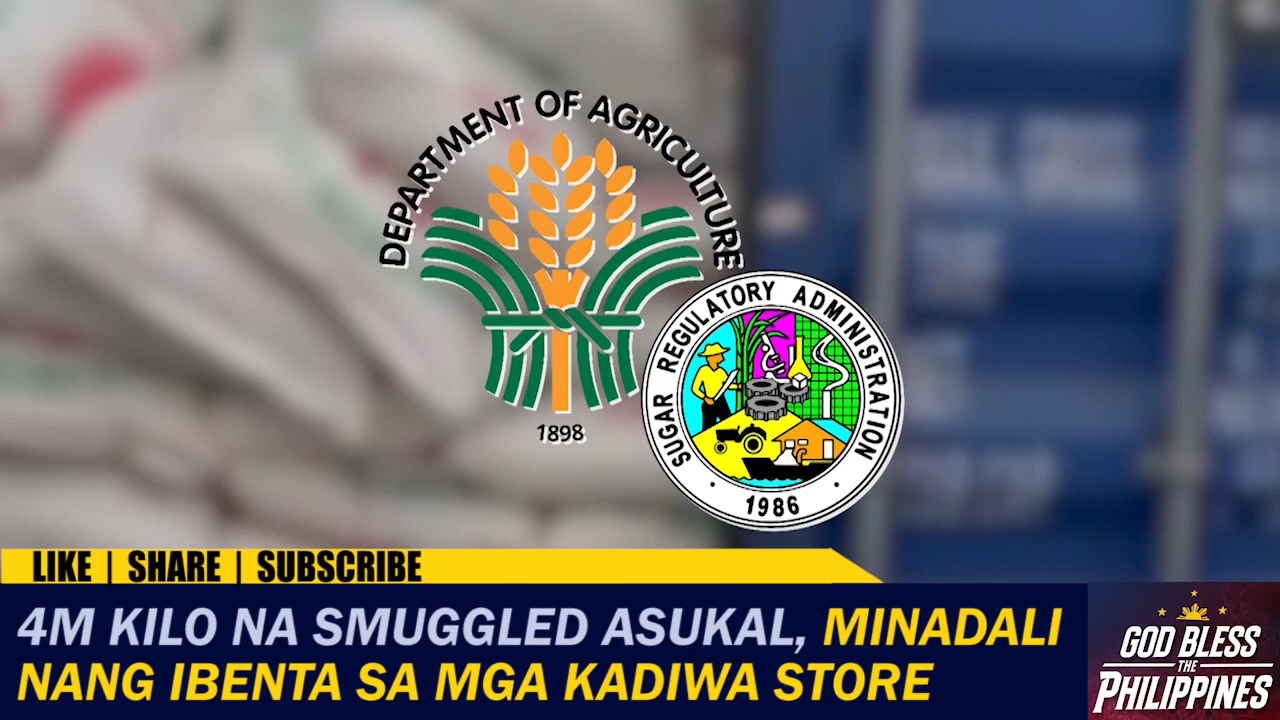 DEPARTMENT OF AGRICULTURE
1898
SUGAR REGULATORY ADMINISTRATION
1986
LIKE | SHARE | SUBSCRIBE
4M KILO NA SMUGGLED ASUKAL, MINADALI
NANG IBENTA SA MGA KADIWA STORE
GOD BLESS
THE
PHILIPPINES